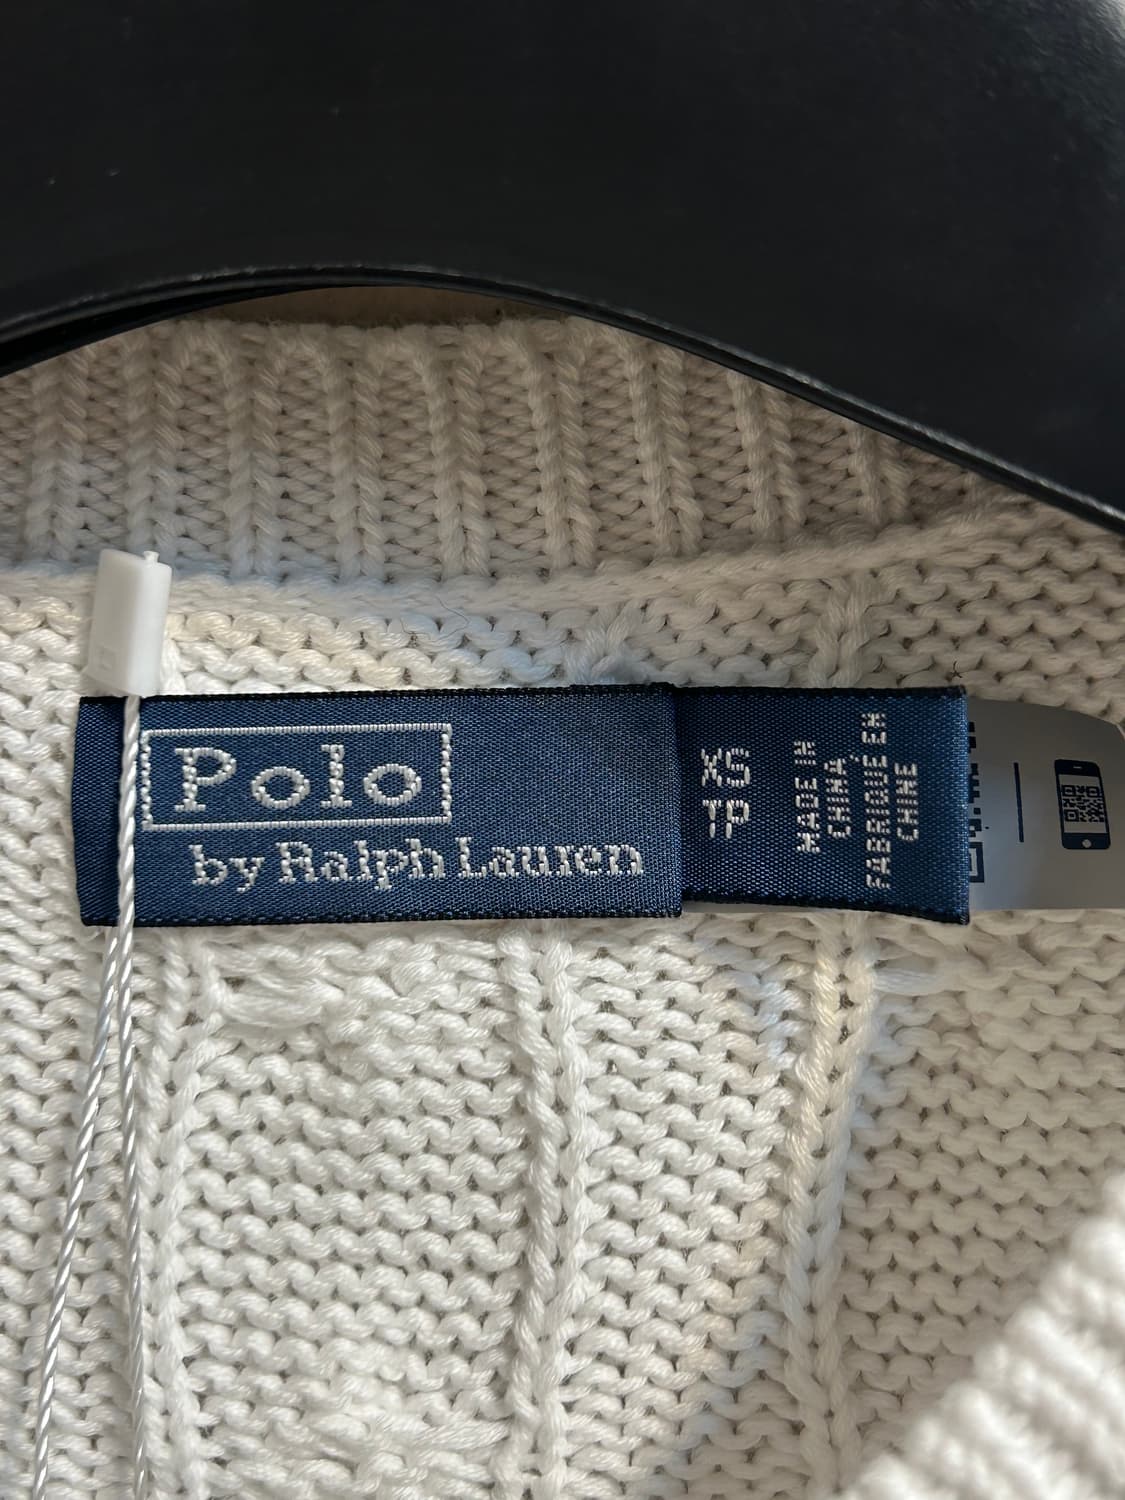 Polo
by Ralph Lauren
XS
TP
MADE IN
CHINA
FABRIQUÉ EN
CHINE